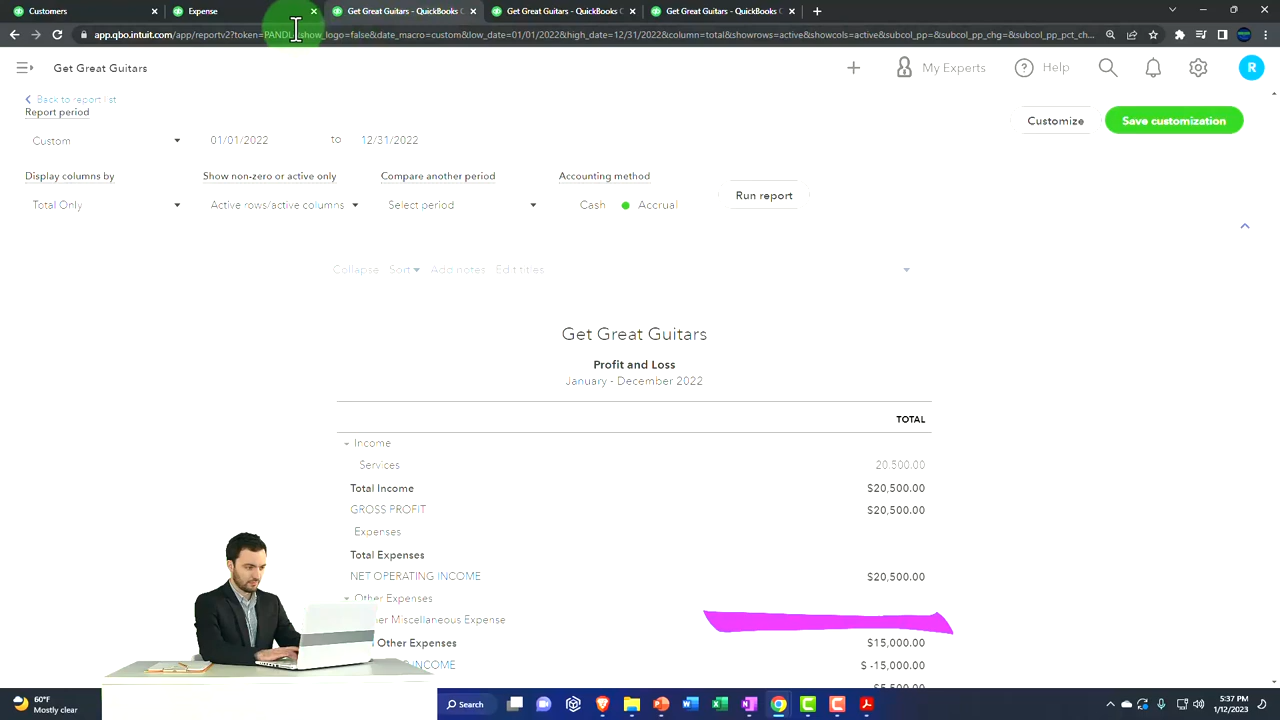 Customers
Expense
Get Great Guitars - QuickBooks C
Get Great Guitars - QuickBooks C
Get Great Guitars - QuickBooks C
app.qbo.intuit.com/app/reportv2?token=PANDL&show_logo=false&date_macro=custom&low_date=01/01/2022&high_date=12/31/2022&column=total&showrows=active&showcols=active&subcol_pp=&subcol_pp_chg=&subcol_pp_pct_ch...
Get Great Guitars
My Experts
Help
R
Back to report list
Report period
Custom
01/01/2022
to
12/31/2022
Customize
Save customization
Display columns by
Show non-zero or active only
Compare another period
Accounting method
Total Only
Active rows/active columns
Select period
Cash
Accrual
Run report
Collapse Sort Add notes Edit titles
Get Great Guitars
Profit and Loss
January - December 2022
TOTAL
Income
Services 20,500.00
Total Income $20,500.00
GROSS PROFIT $20,500.00
Expenses
Total Expenses
NET OPERATING INCOME $20,500.00
Other Expenses
Miscellaneous Expense
Other Expenses $15,000.00
INCOME $ -15,000.00
60°F
Mostly clear
Search
5:37 PM
1/12/2023